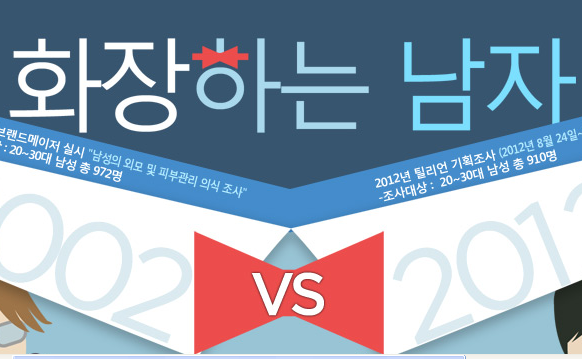 화장하는 남자
브랜드메이저 실시 "남성의 외모 및 피부관리 의식 조사"
: 20~30대 남성 총 972명
2012년 틸리언 기획조사 (2012년 8월 24일~
-조사대상 : 20~30대 남성 총 910명
002
VS
201